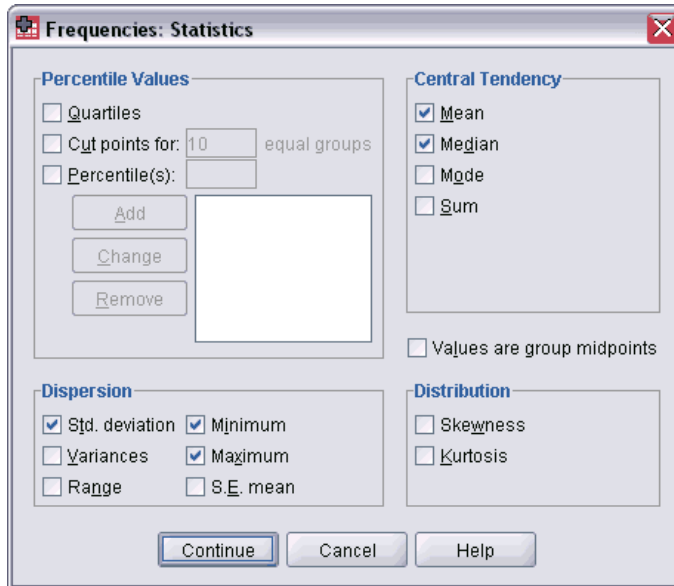 Frequencies: Statistics
Percentile Values
Quartiles
Cut points for: 10 equal groups
Percentile(s):
Add
Change
Remove
Central Tendency
Mean
Median
Mode
Sum
Values are group midpoints
Dispersion
Std. deviation
Minimum
Variances
Maximum
Range
S.E. mean
Distribution
Skewness
Kurtosis
Continue
Cancel
Help